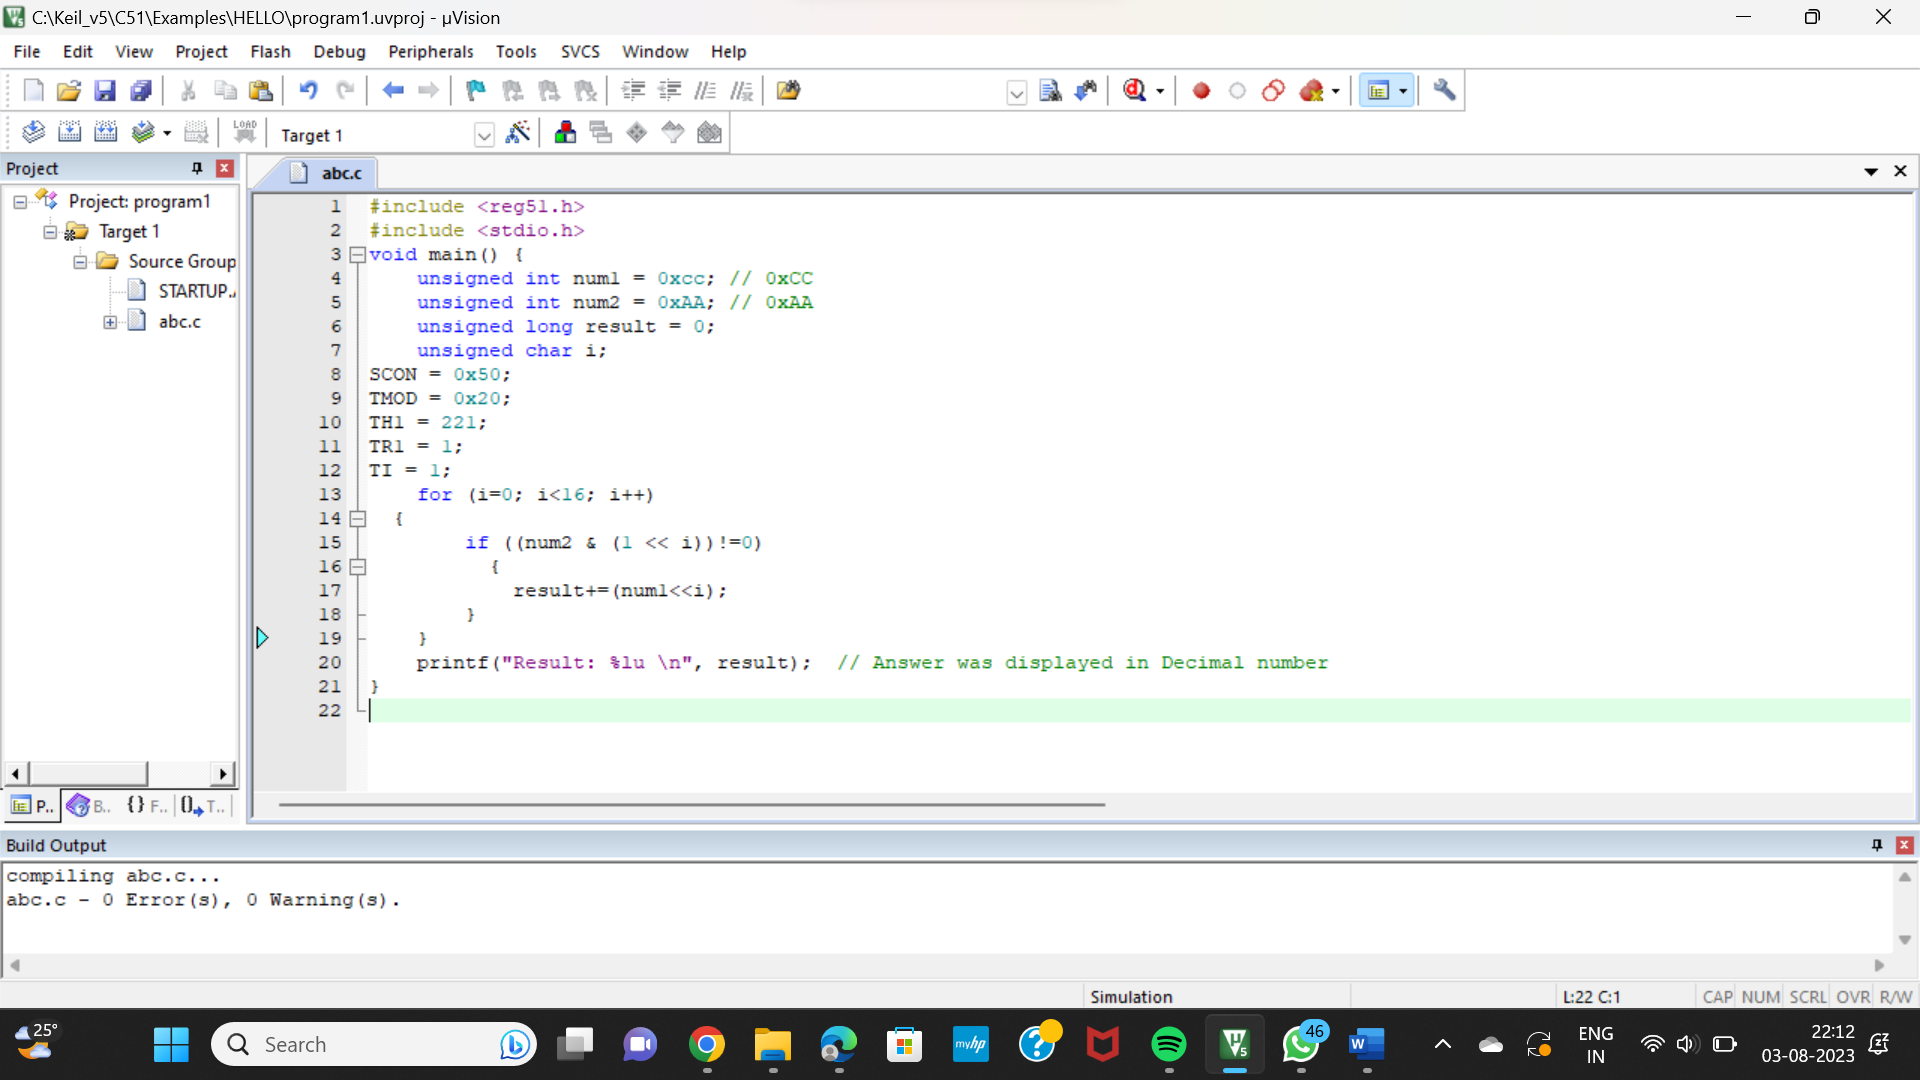 C:\Keil_v5\C51\Examples\HELLO\program1.uvproj - µVision
File Edit View Project Flash Debug Peripherals Tools SVCS Window Help
LOAD
Target 1
Project
abc.c
Project: program1
Target 1
Source Group
STARTUP.
abc.c
1 #include <reg51.h>
2 #include <stdio.h>
3 void main() {
4 unsigned int num1 = 0xcc; // 0xCC
5 unsigned int num2 = 0xAA; // 0xAA
6 unsigned long result = 0;
7 unsigned char i;
8 SCON = 0x50;
9 TMOD = 0x20;
10 TH1 = 221;
11 TR1 = 1;
12 TI = 1;
13 for (i=0; i<16; i++)
14 {
15 if ((num2 & (1 << i))!=0)
16 {
17 result+=(num1<<i);
18 }
19 }
20 printf("Result: %lu \n", result); // Answer was displayed in Decimal number
21 }
22
P.. B.. {} F.. () T..
Build Output
compiling abc.c...
abc.c - 0 Error(s), 0 Warning(s).
Simulation
L:22 C:1
CAP NUM SCRL OVR R/W
25°
Search
myhp
46
ENG
IN
22:12
03-08-2023